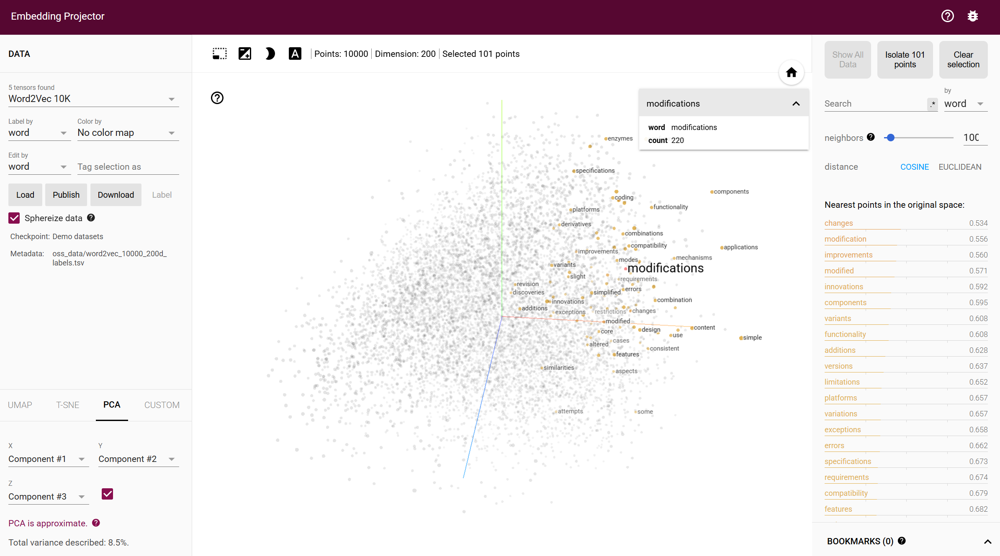 Embedding Projector
DATA
5 tensors found
Word2Vec 10K
Label by
word
Color by
No color map
Edit by
word
Tag selection as
Load
Publish
Download
Label
Sphereize data
Checkpoint: Demo datasets
Metadata: oss_data/word2vec_10000_200d_
labels.tsv
UMAP
T-SNE
PCA
CUSTOM
X
Component #1
Y
Component #2
Z
Component #3
PCA is approximate.
Total variance described: 8.5%.
A
Points: 10000
Dimension: 200
Selected 101 points
modifications
word modifications
count 220
enzymes
specifications
components
coding
functionality
platforms
derivatives
combinations
compatibility
applications
improvements
mechanisms
modes
variants
modifications
slight
requirements
revision
errors
discoveries
simplified
combination
innovations
additions
exceptions
restrictions
changes
modified
content
design
core
use
simple
cases
altered
consistent
features
similarities
aspects
attempts
some
Show All
Data
Isolate 101
points
Clear
selection
Search
.*
by
word
neighbors
100
distance
COSINE
EUCLIDEAN
Nearest points in the original space:
changes 0.534
modification 0.556
improvements 0.560
modified 0.571
innovations 0.592
components 0.595
variants 0.608
functionality 0.608
additions 0.628
versions 0.637
limitations 0.652
platforms 0.657
variations 0.657
exceptions 0.658
errors 0.662
specifications 0.673
requirements 0.674
compatibility 0.679
features 0.682
BOOKMARKS (0)